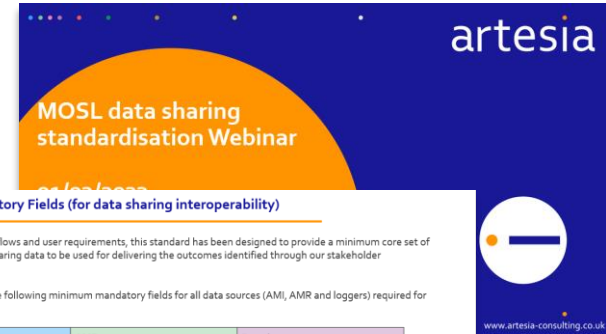 artesia
MOSL data sharing
standardisation Webinar
tory Fields (for data sharing interoperability)
lows and user requirements, this standard has been designed to provide a minimum core set of
aring data to be used for delivering the outcomes identified through our stakeholder
e following minimum mandatory fields for all data sources (AMI, AMR and loggers) required for
www.artesia-consulting.co.uk